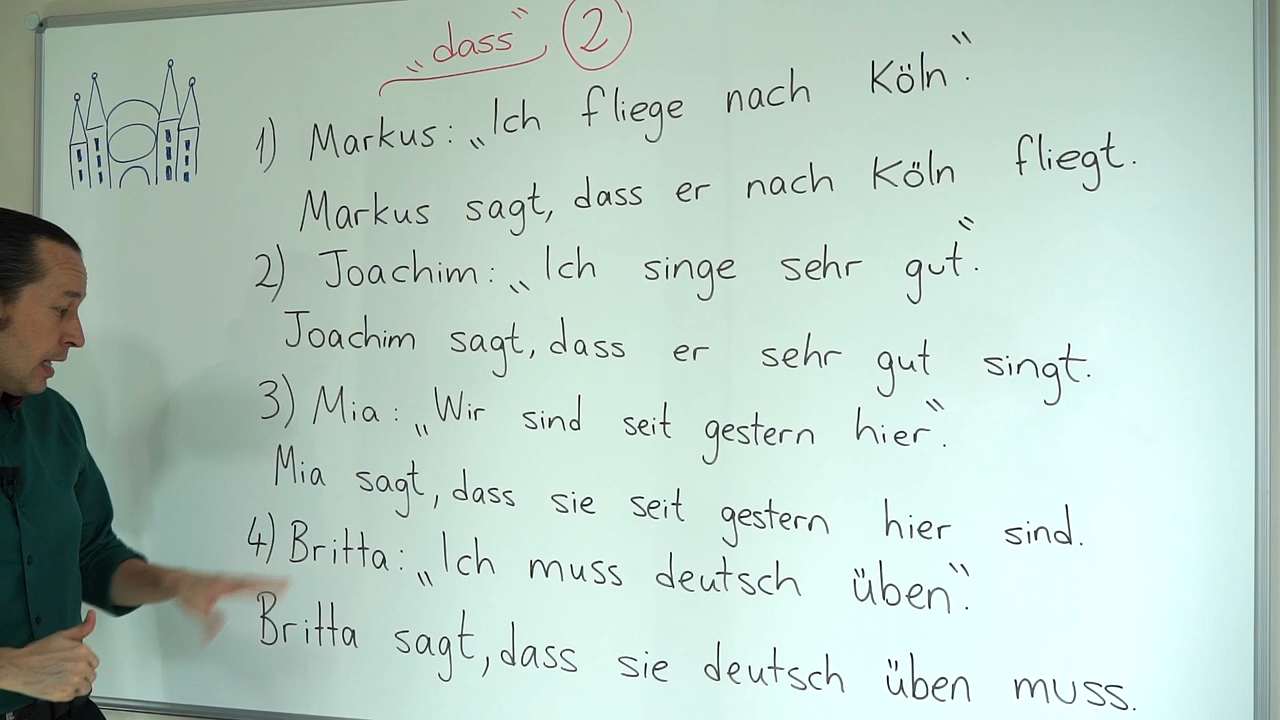 „dass“ 2
1) Markus: „Ich fliege nach Köln“.
Markus sagt, dass er nach Köln fliegt.
2) Joachim: „Ich singe sehr gut“.
Joachim sagt, dass er sehr gut singt.
3) Mia: „Wir sind seit gestern hier“.
Mia sagt, dass sie seit gestern hier sind.
4) Britta: „Ich muss deutsch üben“.
Britta sagt, dass sie deutsch üben muss.